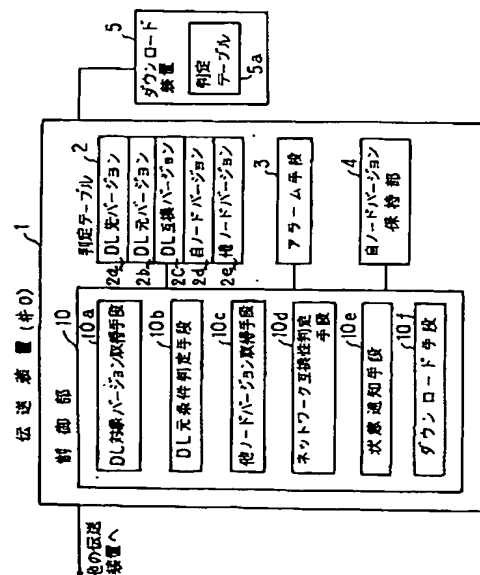 伝送装置(#0)
1
制御部
10
10a
DL対象バージョン取得手段
10b
DL元条件判定手段
10c
他ノードバージョン取得手段
10d
ネットワーク互換性判定
手段
10e
状態通知手段
10f
ダウンロード手段
他の伝送
装置へ
判定テーブル
2
2a
DL先バージョン
2b
DL元バージョン
2c
DL互換バージョン
2d
自ノードバージョン
2e
他ノードバージョン
3
アラーム手段
4
自ノードバージョン
保持部
5
ダウンロード
装置
判定
テーブル
5a